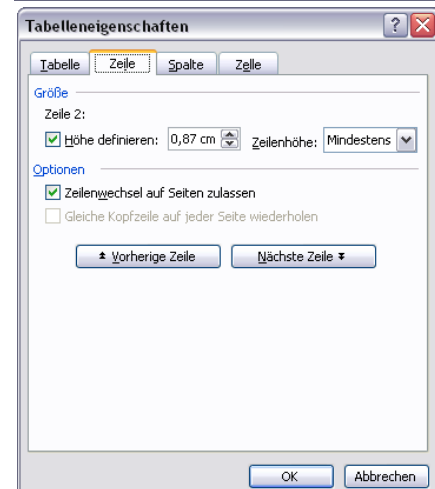 Tabelleneigenschaften
Tabelle Zeile Spalte Zelle
Größe
Zeile 2:
Höhe definieren: 0,87 cm Zeilenhöhe: Mindestens
Optionen
Zeilenwechsel auf Seiten zulassen
Gleiche Kopfzeile auf jeder Seite wiederholen
Vorherige Zeile Nächste Zeile
OK Abbrechen